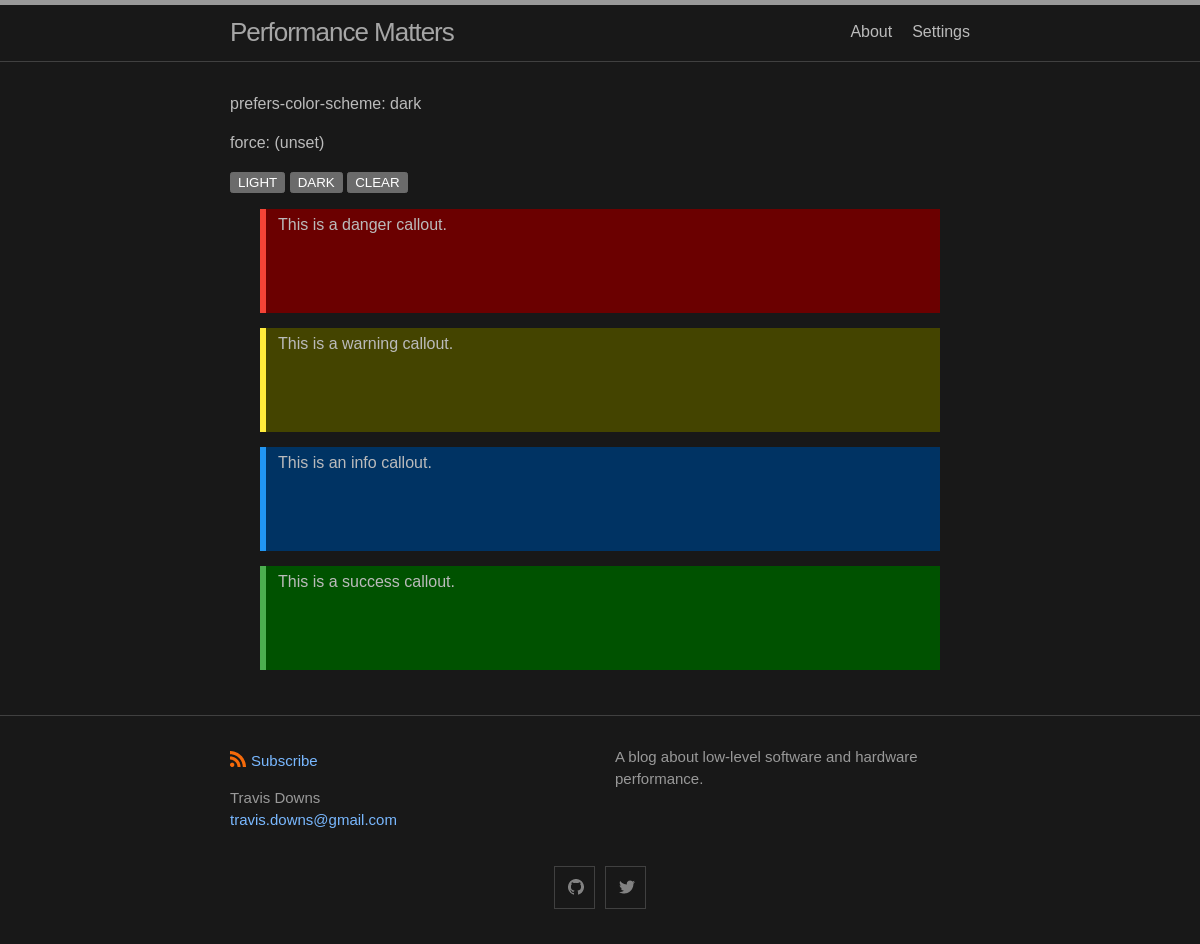 Performance Matters
About Settings
prefers-color-scheme: dark
force: (unset)
LIGHT DARK CLEAR
This is a danger callout.
This is a warning callout.
This is an info callout.
This is a success callout.
Subscribe
Travis Downs
travis.downs@gmail.com
A blog about low-level software and hardware
performance.